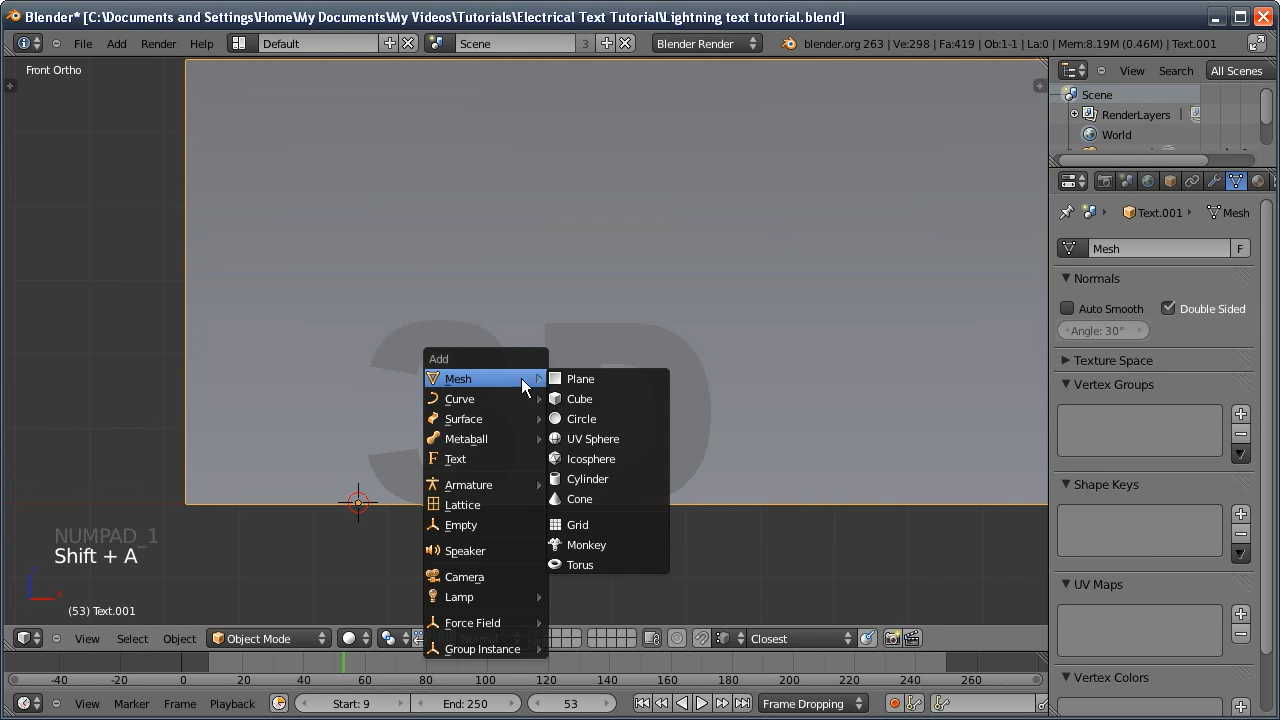 Blender* [C:\Documents and Settings\Home\My Documents\My Videos\Tutorials\Electrical Text Tutorial\Lightning text tutorial.blend]
File Add Render Help Default Scene 3 Blender Render blender.org 263 | Ve:298 | Fa:419 | Ob:1-1 | La:0 | Mem:8.19M (0.46M) | Text.001
Front Ortho
View Search All Scenes
Scene
RenderLayers |
World
Text.001 Mesh
Mesh F
Normals
Auto Smooth Double Sided
Angle: 30°
Texture Space
Vertex Groups
Shape Keys
UV Maps
Vertex Colors
3D
Add
Mesh
Curve
Surface
Metaball
Text
Armature
Lattice
Empty
Speaker
Camera
Lamp
Force Field
Group Instance
Plane
Cube
Circle
UV Sphere
Icosphere
Cylinder
Cone
Grid
Monkey
Torus
NUMPAD_1
Shift + A
(53) Text.001
View Select Object Object Mode Normal Closest
-40 -20 0 20 40 60 80 100 120 140 160 180 200 220 240 260
View Marker Frame Playback Start: 9 End: 250 53 Frame Dropping